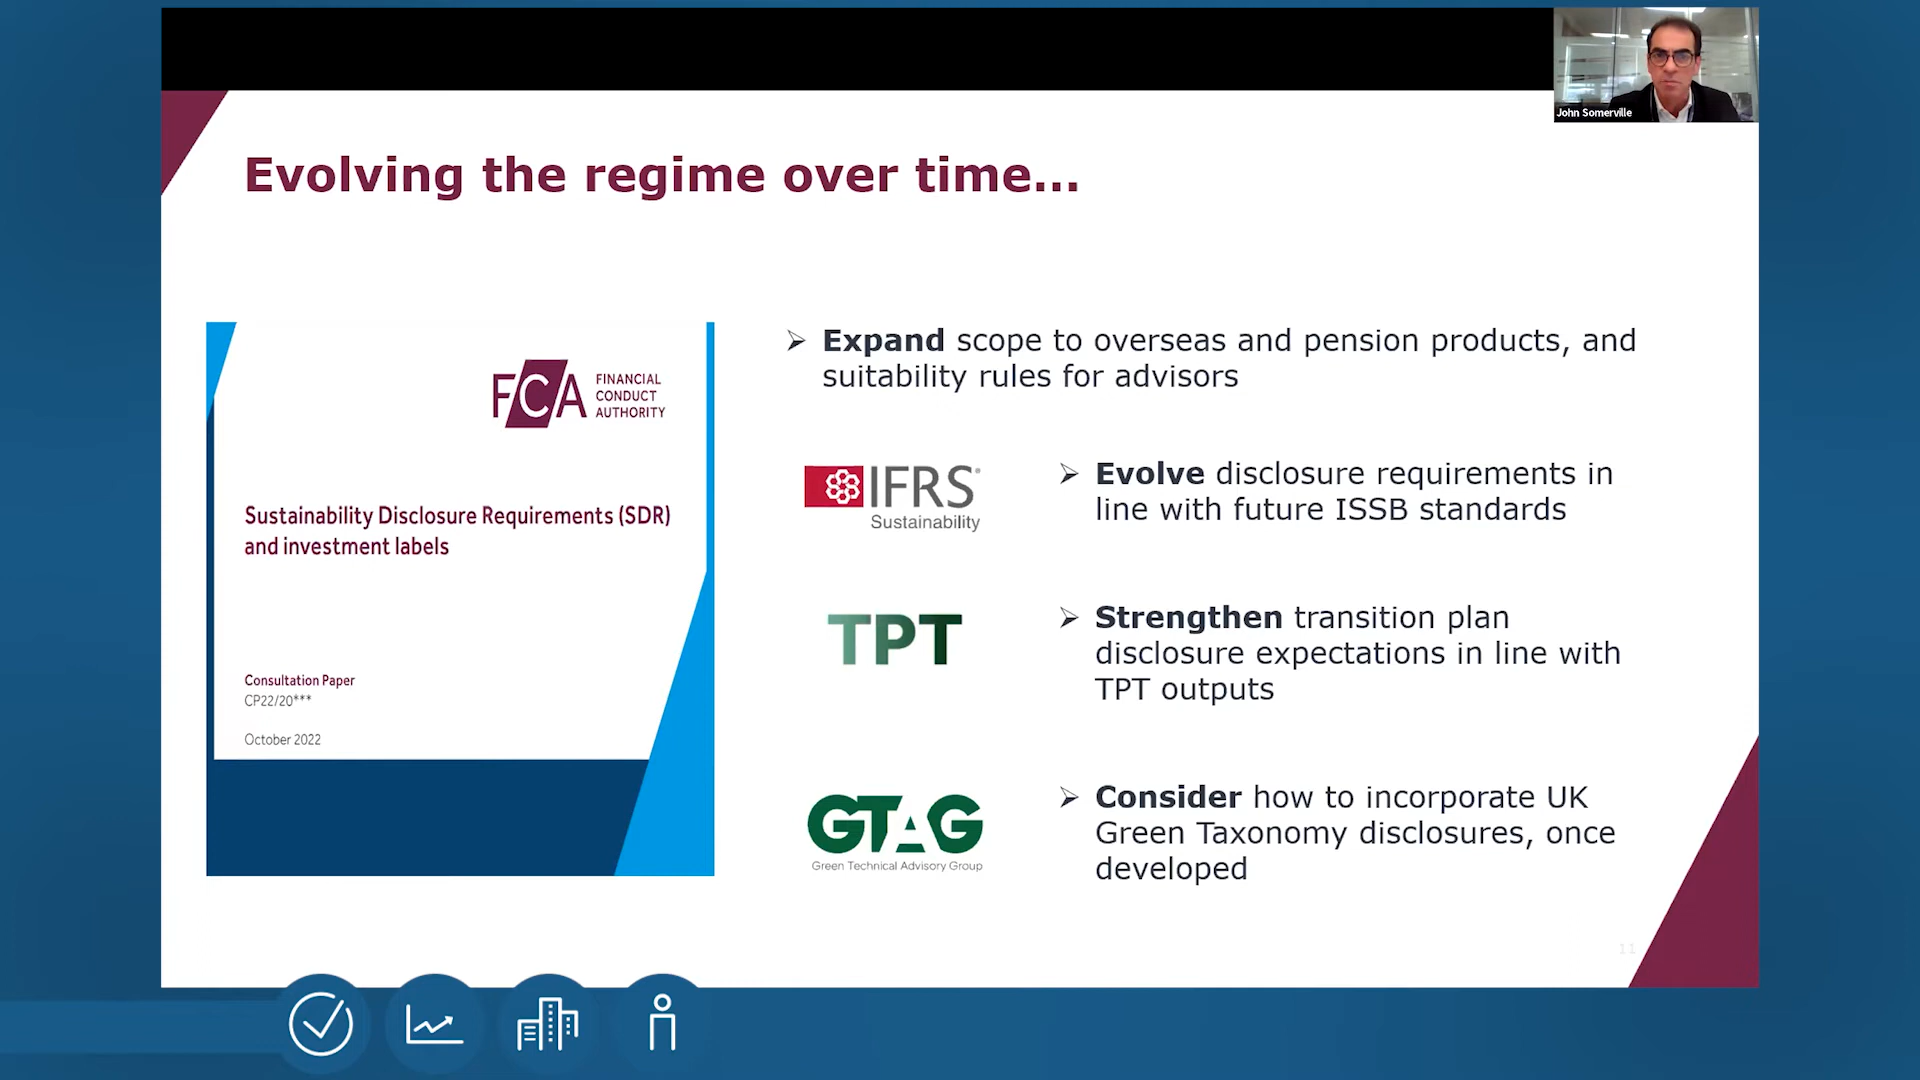 John Somerville
Evolving the regime over time...
FCA
FINANCIAL
CONDUCT
AUTHORITY
Sustainability Disclosure Requirements (SDR)
and investment labels
Consultation Paper
CP22/20***
October 2022
Expand scope to overseas and pension products, and
suitability rules for advisors
IFRS
Sustainability
Evolve disclosure requirements in
line with future ISSB standards
TPT
Strengthen transition plan
disclosure expectations in line with
TPT outputs
GTAG
Green Technical Advisory Group
Consider how to incorporate UK
Green Taxonomy disclosures, once
developed
11